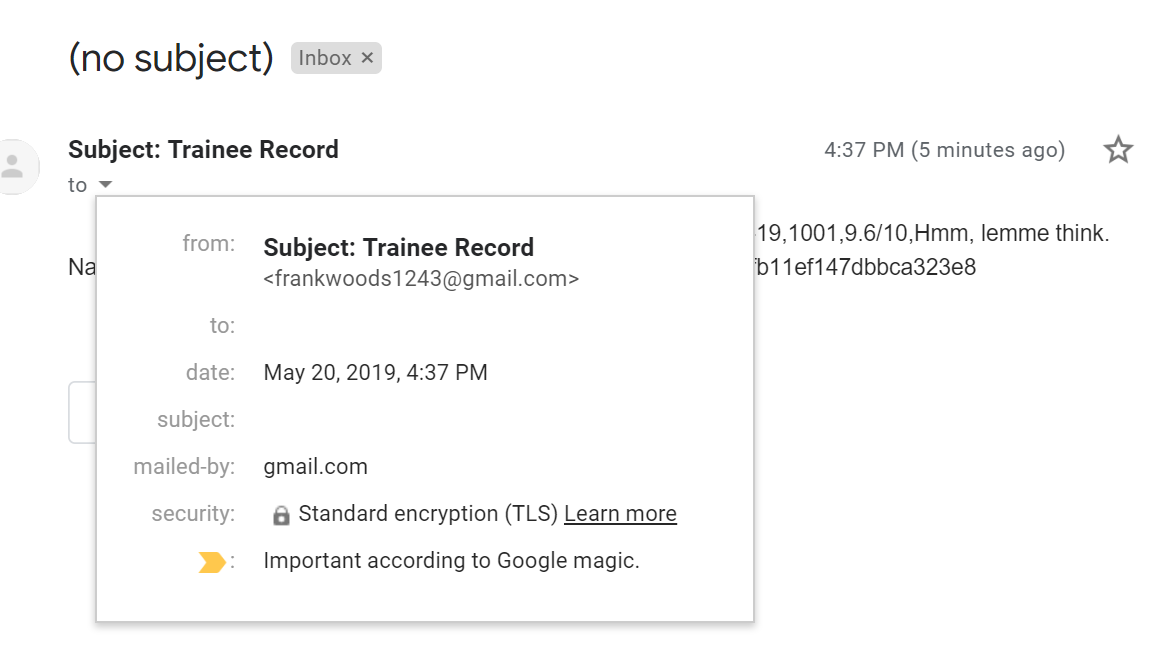 (no subject) Inbox ×
Subject: Trainee Record 4:37 PM (5 minutes ago)
to
19,1001,9.6/10,Hmm, lemme think.
Na b11ef147dbbca323e8
from: Subject: Trainee Record
<frankwoods1243@gmail.com>
to:
date: May 20, 2019, 4:37 PM
subject:
mailed-by: gmail.com
security: Standard encryption (TLS) Learn more
: Important according to Google magic.